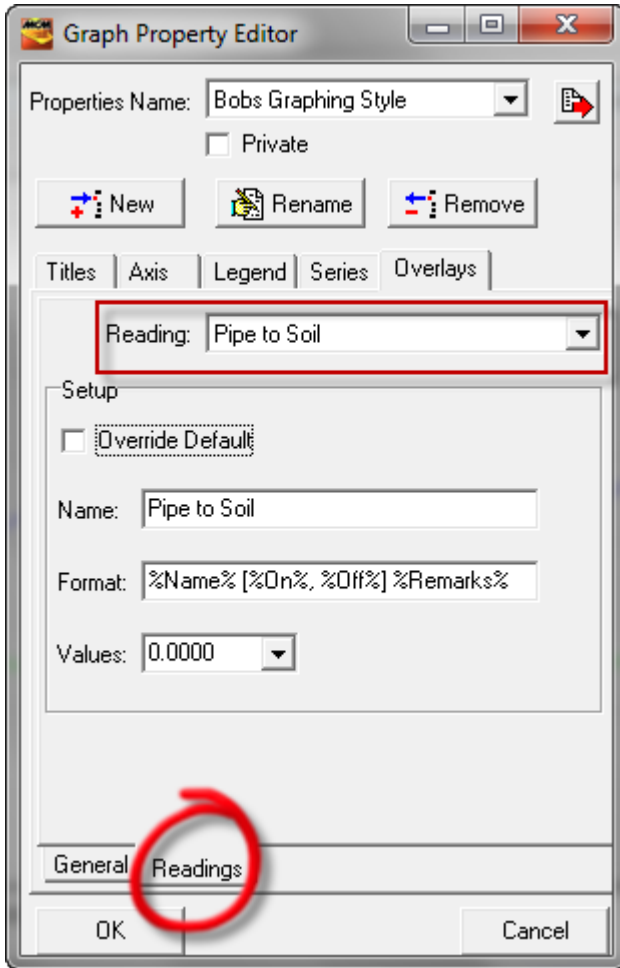 MCM
Graph Property Editor
Properties Name: Bobs Graphing Style
Private
New Rename Remove
Titles Axis Legend Series Overlays
Reading: Pipe to Soil
Setup
Override Default
Name: Pipe to Soil
Format: %Name% [%On%, %Off%] %Remarks%
Values: 0.0000
General Readings
OK Cancel